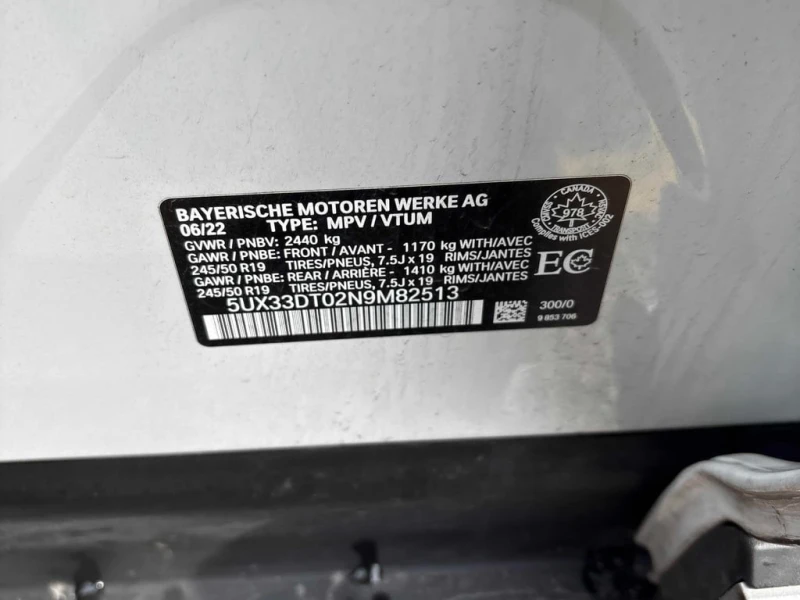 BAYERISCHE MOTOREN WERKE AG
06/22 TYPE: MPV / VTUM
GVWR / PNBV: 2440 kg
GAWR / PNBE: FRONT / AVANT - 1170 kg WITH/AVEC
245/50 R19 TIRES/PNEUS, 7.5J x 19 RIMS/JANTES
GAWR / PNBE: REAR / ARRIÈRE - 1410 kg WITH/AVEC
245/50 R19 TIRES/PNEUS, 7.5J x 19 RIMS/JANTES
5UX33DT02N9M82513
CANADA
978
TRANSPORT
Complies with ICES-002
EC
300/0
9 853 706